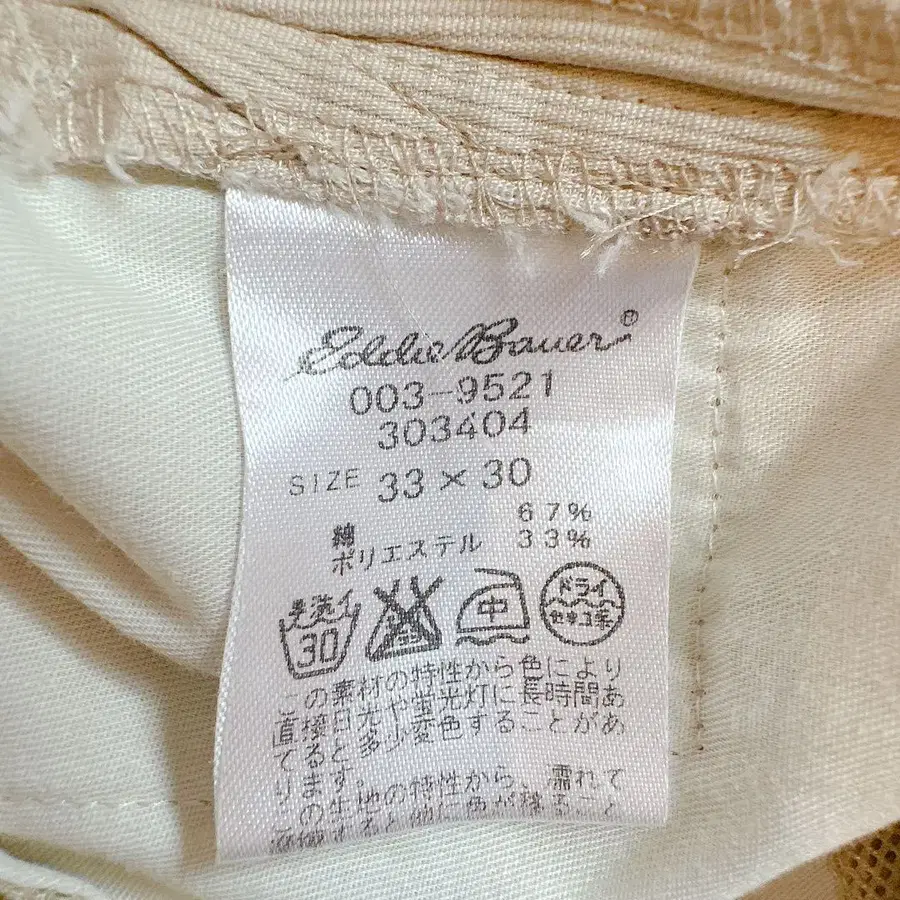 Eddie Bauer®
003-9521
303404
SIZE 33×30
綿 67%
ポリエステル 33%
手洗イ 30 中 ドライ セキユ系
この素材の特性から色により
直接日光や蛍光灯に長時間あ
てると多少変色することがあ
ります。
この生地の特性から、濡れて